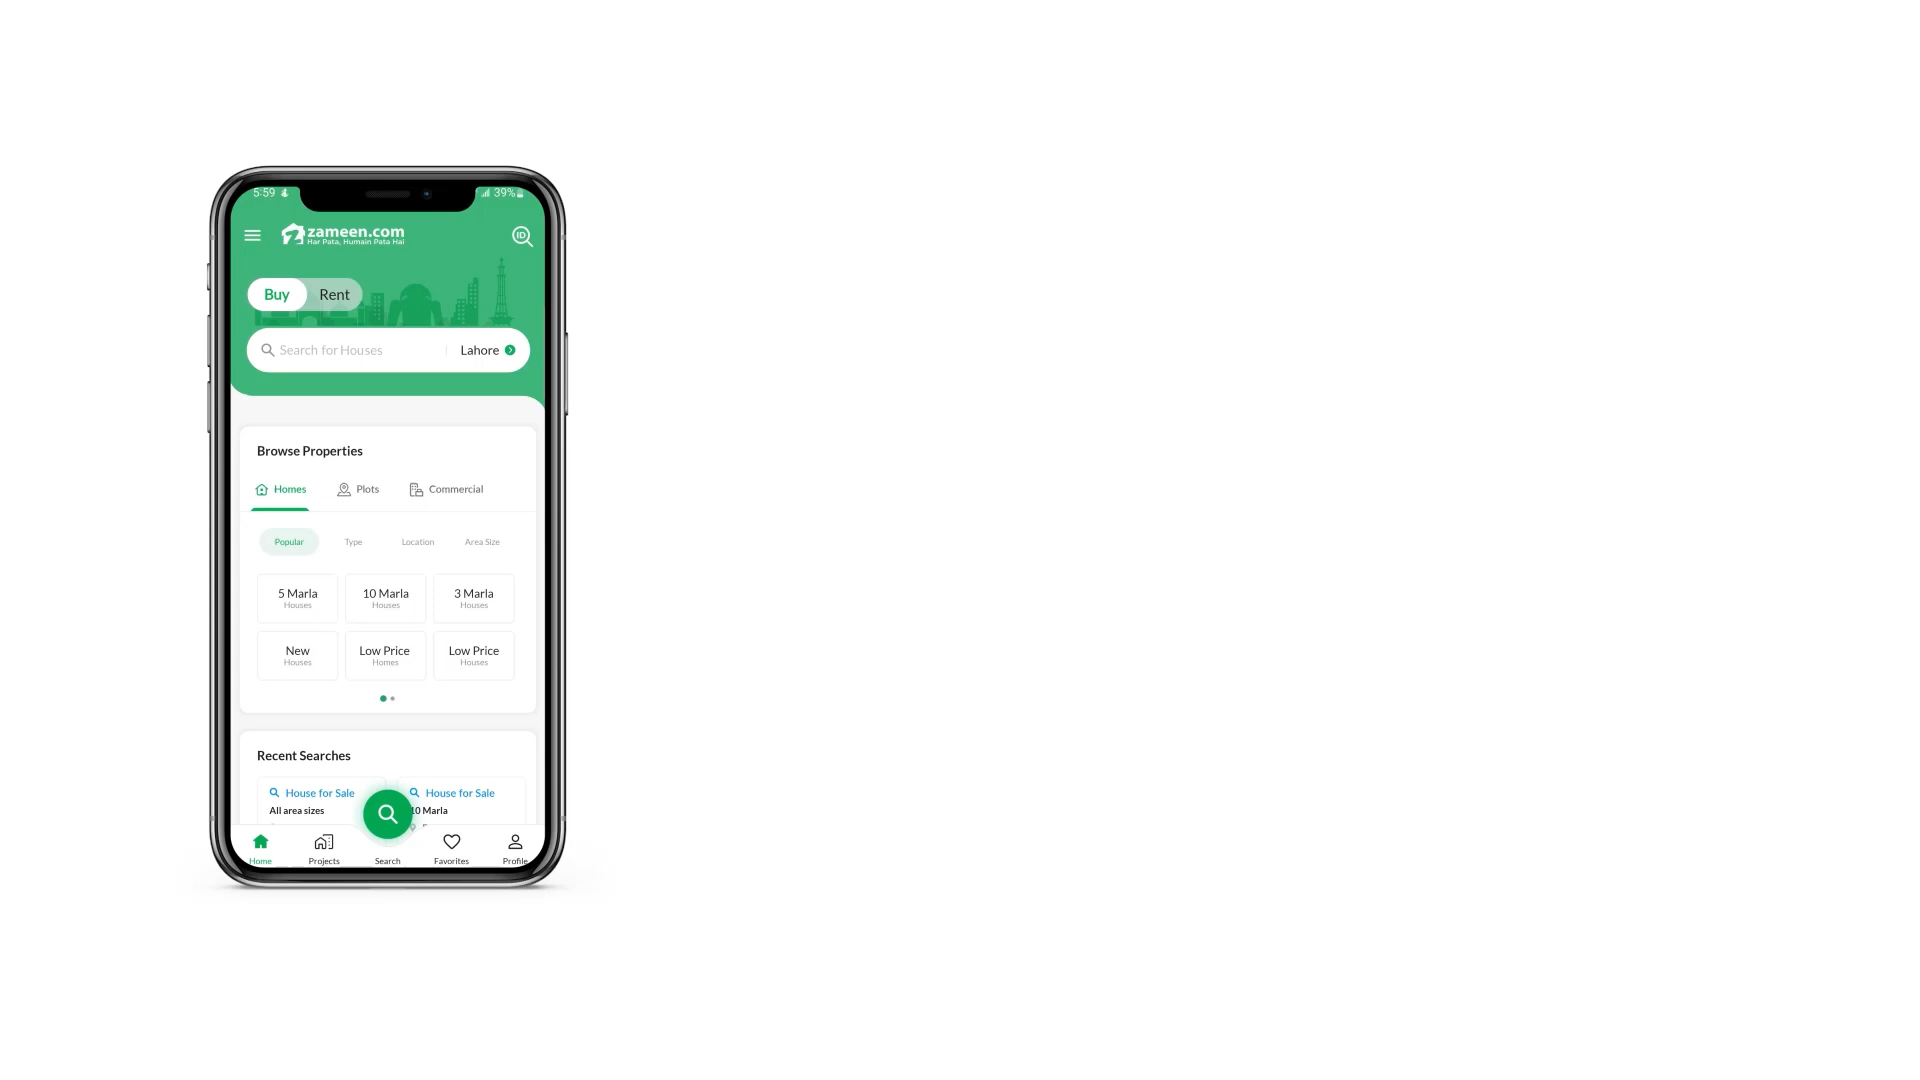 5:59
39%
zameen.com
Har Pata, Humain Pata Hai
ID
Buy Rent
Search for Houses Lahore
Browse Properties
Homes Plots Commercial
Popular Type Location Area Size
5 Marla 10 Marla 3 Marla
Houses Houses Houses
New Low Price Low Price
Houses Homes Houses
Recent Searches
House for Sale House for Sale
All area sizes 10 Marla
Home Projects Search Favorites Profile